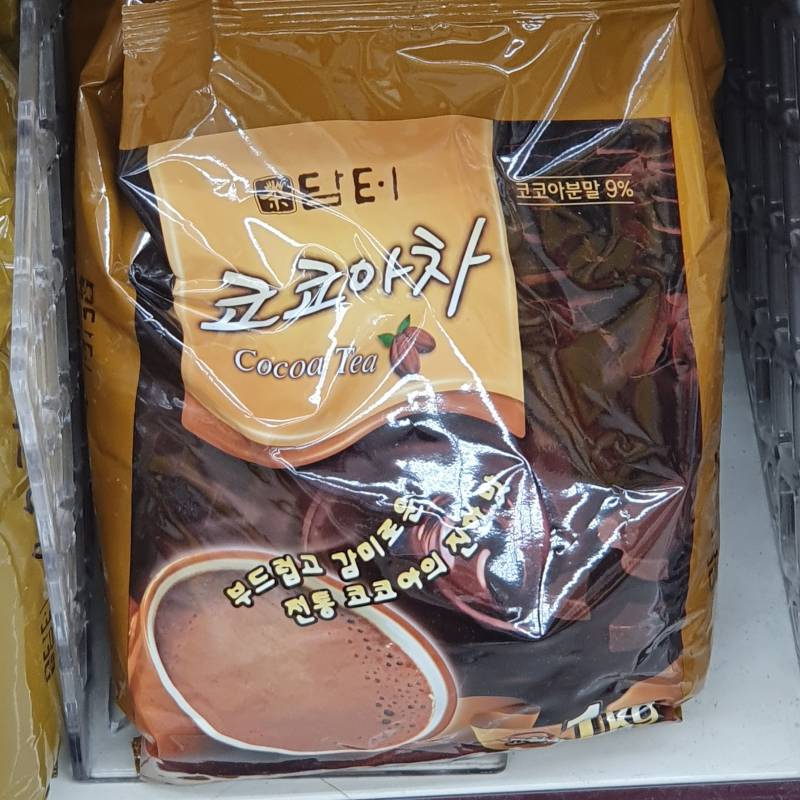 茶 담터
코코아분말 9%
코코아차
Cocoa Tea
부드럽고 감미로운
전통 코코아의 진한 맛
1kg